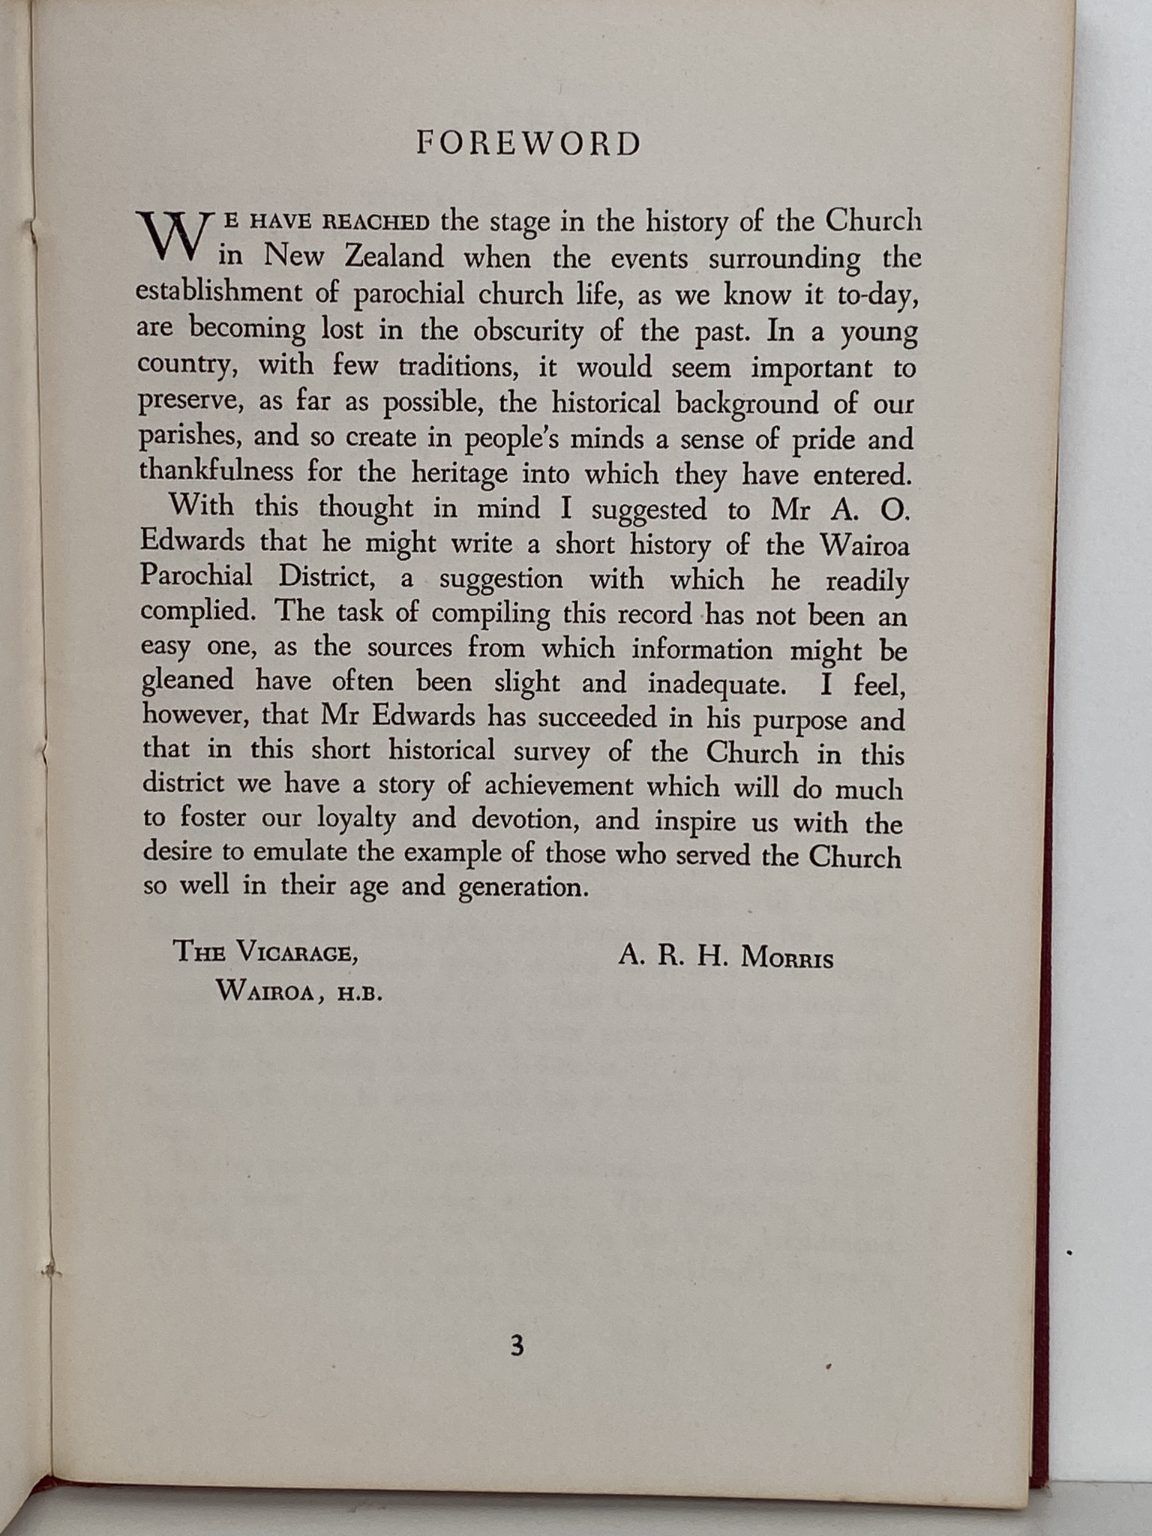 FOREWORD
WE HAVE REACHED the stage in the history of the Church
in New Zealand when the events surrounding the
establishment of parochial church life, as we know it to-day,
are becoming lost in the obscurity of the past. In a young
country, with few traditions, it would seem important to
preserve, as far as possible, the historical background of our
parishes, and so create in people's minds a sense of pride and
thankfulness for the heritage into which they have entered.
With this thought in mind I suggested to Mr A. O.
Edwards that he might write a short history of the Wairoa
Parochial District, a suggestion with which he readily
complied. The task of compiling this record has not been an
easy one, as the sources from which information might be
gleaned have often been slight and inadequate. I feel,
however, that Mr Edwards has succeeded in his purpose and
that in this short historical survey of the Church in this
district we have a story of achievement which will do much
to foster our loyalty and devotion, and inspire us with the
desire to emulate the example of those who served the Church
so well in their age and generation.
THE VICARAGE, A. R. H. MORRIS
WAIROA, H.B.
3